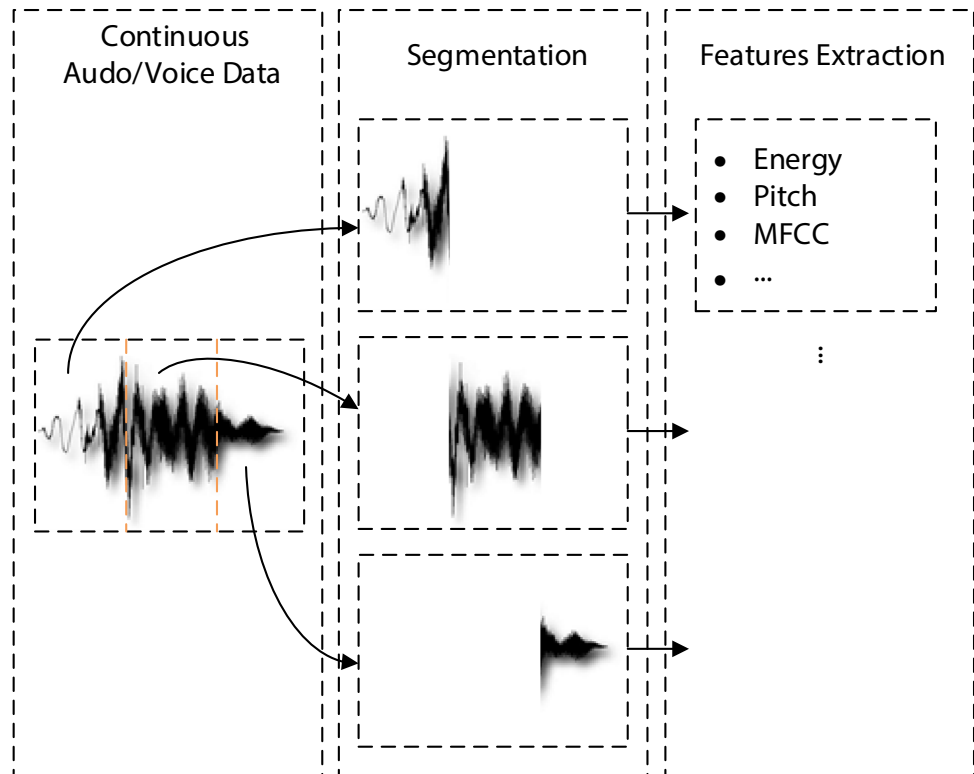 Continuous
Audo/Voice Data
Segmentation
Features Extraction
• Energy
• Pitch
• MFCC
• ...
⋮